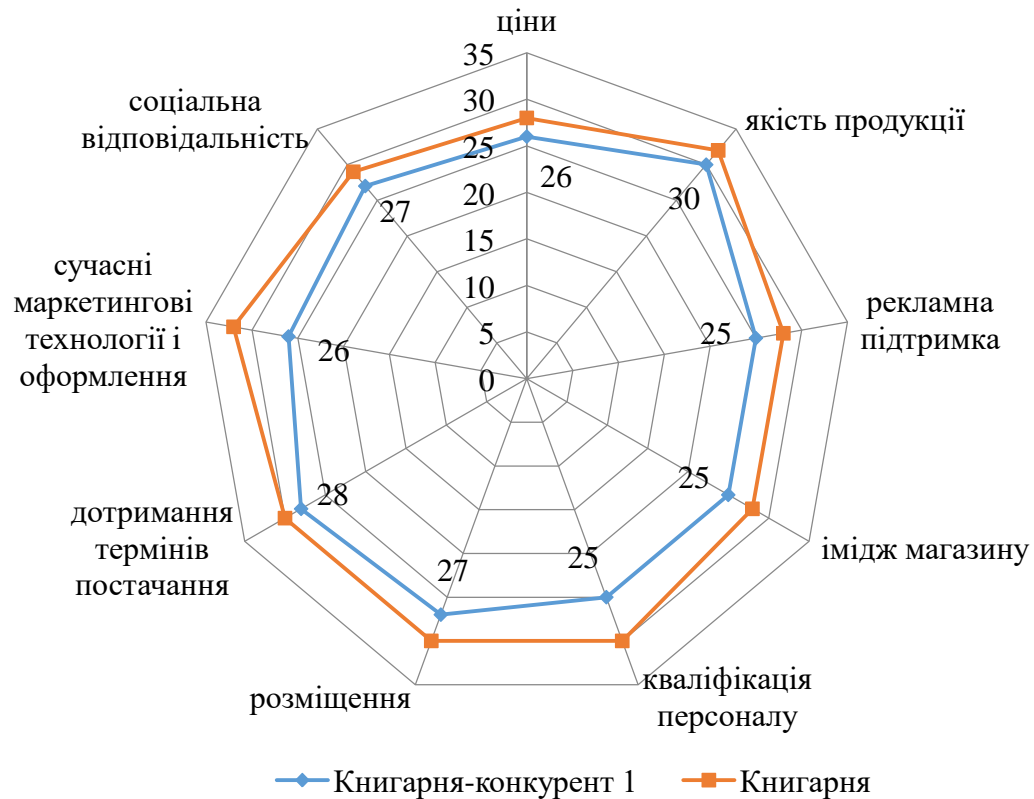 ціни
35
30
25
20
15
10
5
0
якість продукції
рекламна
підтримка
імідж магазину
кваліфікація
персоналу
розміщення
дотримання
термінів
постачання
сучасні
маркетингові
технології і
оформлення
соціальна
відповідальність
26
30
25
25
25
27
28
26
27
Книгарня-конкурент 1
Книгарня